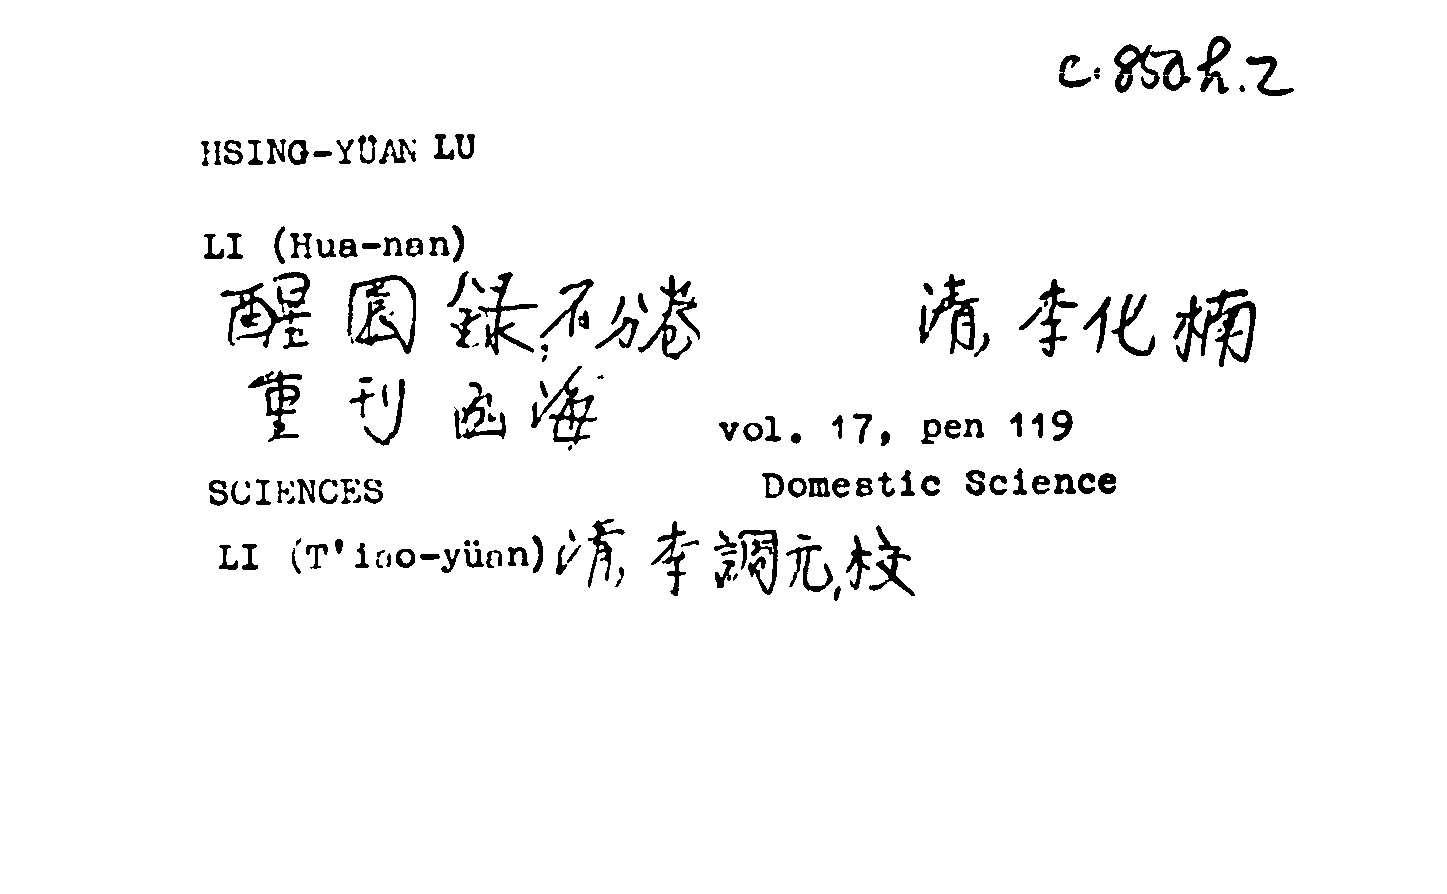 C.850.h.2
HSING-YÜAN LU
LI (Hua-nan)
醒園錄,不分卷 清,李化楠
重刊函海 vol. 17, pen 119
SCIENCES Domestic Science
LI (T'iao-yüan) 清,李調元,校